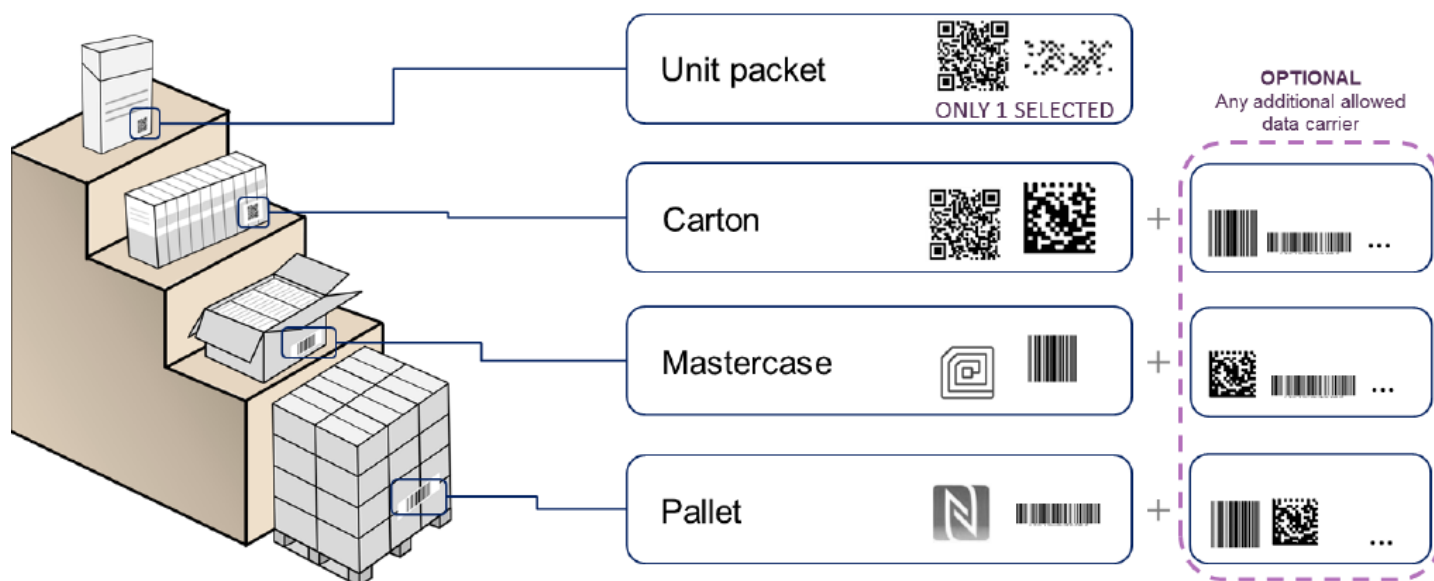 Unit packet
ONLY 1 SELECTED
OPTIONAL
Any additional allowed
data carrier
Carton
+
...
Mastercase
+
...
Pallet
+
...